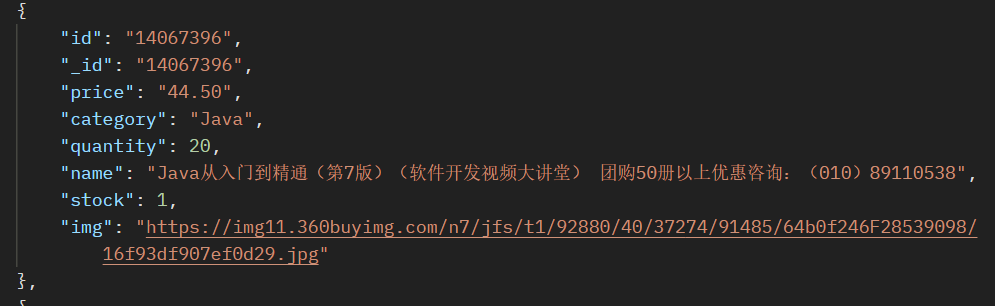 {
"id": "14067396",
"_id": "14067396",
"price": "44.50",
"category": "Java",
"quantity": 20,
"name": "Java从入门到精通（第7版）（软件开发视频大讲堂） 团购50册以上优惠咨询：（010）89110538",
"stock": 1,
"img": "https://img11.360buyimg.com/n7/jfs/t1/92880/40/37274/91485/64b0f246F28539098/
16f93df907ef0d29.jpg"
},